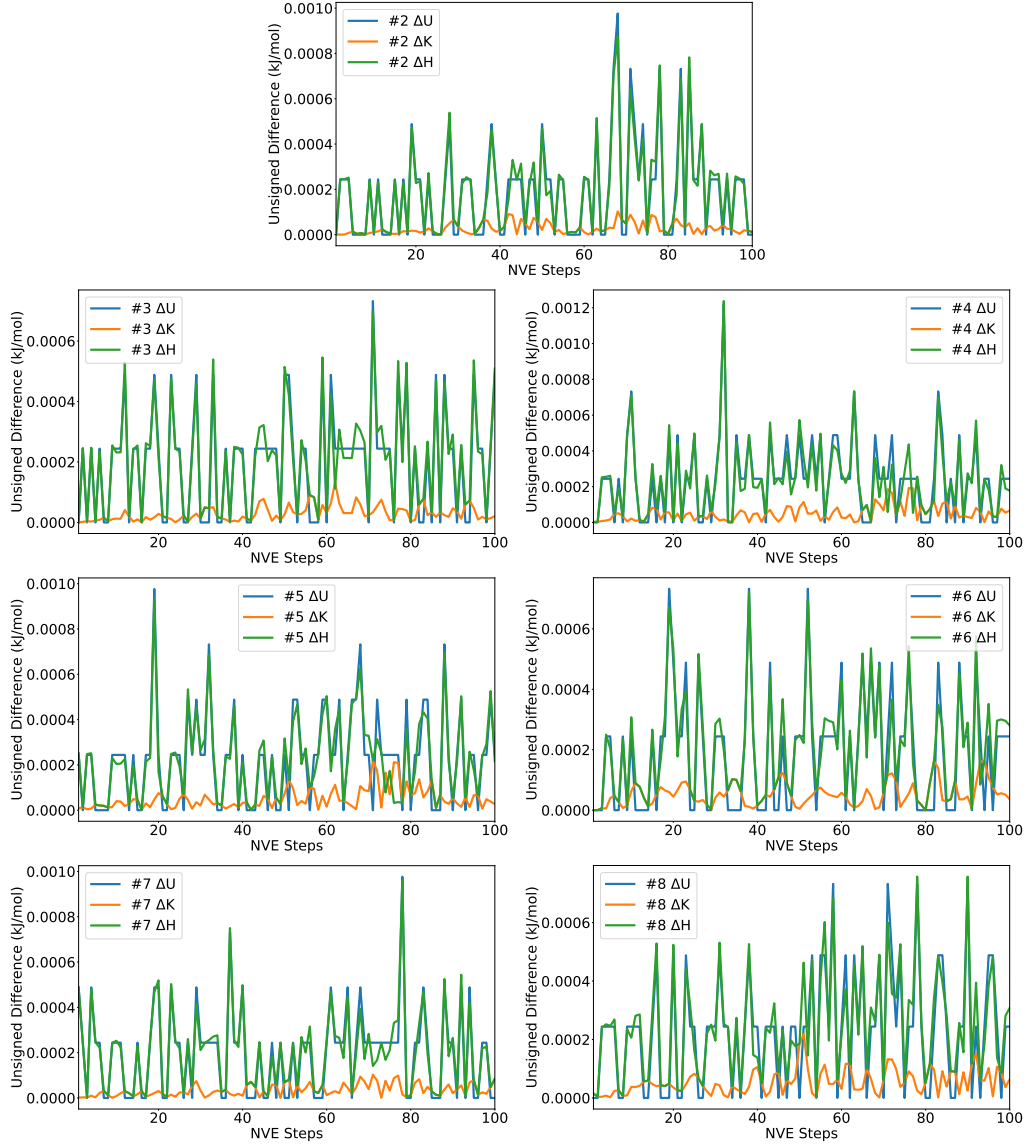 Unsigned Difference (kJ/mol)
0.0010
0.0008
0.0006
0.0004
0.0002
0.0000
#2 ΔU
#2 ΔK
#2 ΔH
20 40 60 80 100
NVE Steps
Unsigned Difference (kJ/mol)
0.0006
0.0004
0.0002
0.0000
#3 ΔU
#3 ΔK
#3 ΔH
20 40 60 80 100
NVE Steps
Unsigned Difference (kJ/mol)
0.0012
0.0010
0.0008
0.0006
0.0004
0.0002
0.0000
#4 ΔU
#4 ΔK
#4 ΔH
20 40 60 80 100
NVE Steps
Unsigned Difference (kJ/mol)
0.0010
0.0008
0.0006
0.0004
0.0002
0.0000
#5 ΔU
#5 ΔK
#5 ΔH
20 40 60 80 100
NVE Steps
Unsigned Difference (kJ/mol)
0.0006
0.0004
0.0002
0.0000
#6 ΔU
#6 ΔK
#6 ΔH
20 40 60 80 100
NVE Steps
Unsigned Difference (kJ/mol)
0.0010
0.0008
0.0006
0.0004
0.0002
0.0000
#7 ΔU
#7 ΔK
#7 ΔH
20 40 60 80 100
NVE Steps
Unsigned Difference (kJ/mol)
0.0006
0.0004
0.0002
0.0000
#8 ΔU
#8 ΔK
#8 ΔH
20 40 60 80 100
NVE Steps